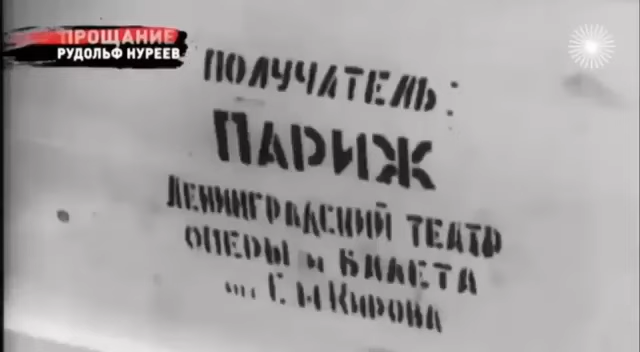 ПРОЩАНИЕ
РУДОЛЬФ НУРЕЕВ
ПОЛУЧАТЕЛЬ:
ПАРИЖ
ЛЕНИНГРАДСКИЙ ТЕАТР
ОПЕРЫ и БАЛЕТА
КИРОВА